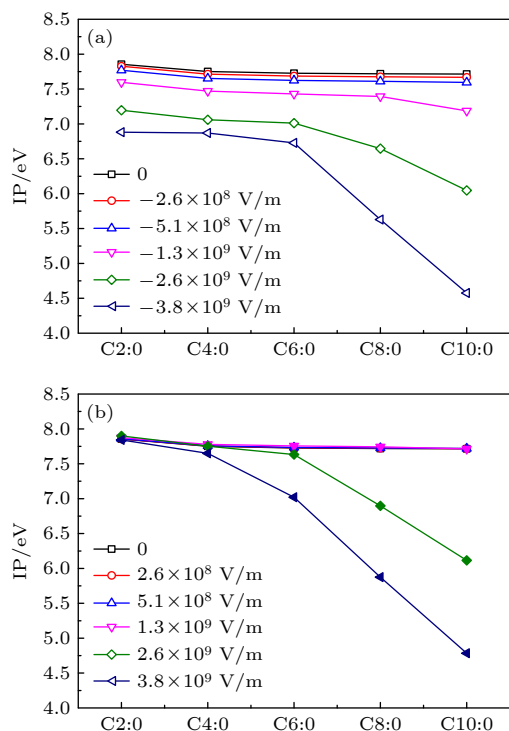 8.5
(a)
8.0
7.5
7.0
6.5
6.0
5.5
5.0
4.5
4.0
IP/eV
0
−2.6×10⁸ V/m
−5.1×10⁸ V/m
−1.3×10⁹ V/m
−2.6×10⁹ V/m
−3.8×10⁹ V/m
C2:0 C4:0 C6:0 C8:0 C10:0
8.5
(b)
8.0
7.5
7.0
6.5
6.0
5.5
5.0
4.5
4.0
IP/eV
0
2.6×10⁸ V/m
5.1×10⁸ V/m
1.3×10⁹ V/m
2.6×10⁹ V/m
3.8×10⁹ V/m
C2:0 C4:0 C6:0 C8:0 C10:0